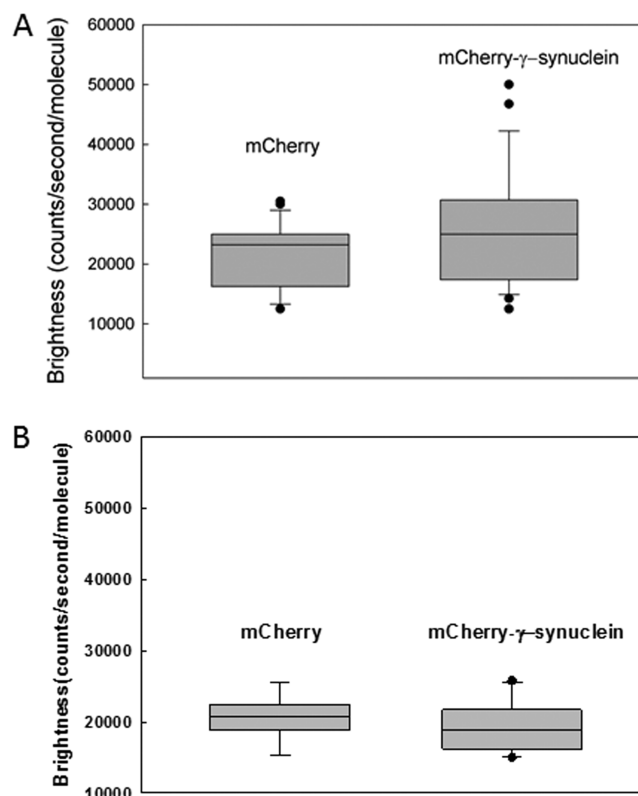 A
Brightness (counts/second/molecule)
60000
50000
40000
30000
20000
10000
mCherry
mCherry-γ–synuclein
B
Brightness(counts/second/molecule)
60000
50000
40000
30000
20000
10000
mCherry
mCherry-γ–synuclein